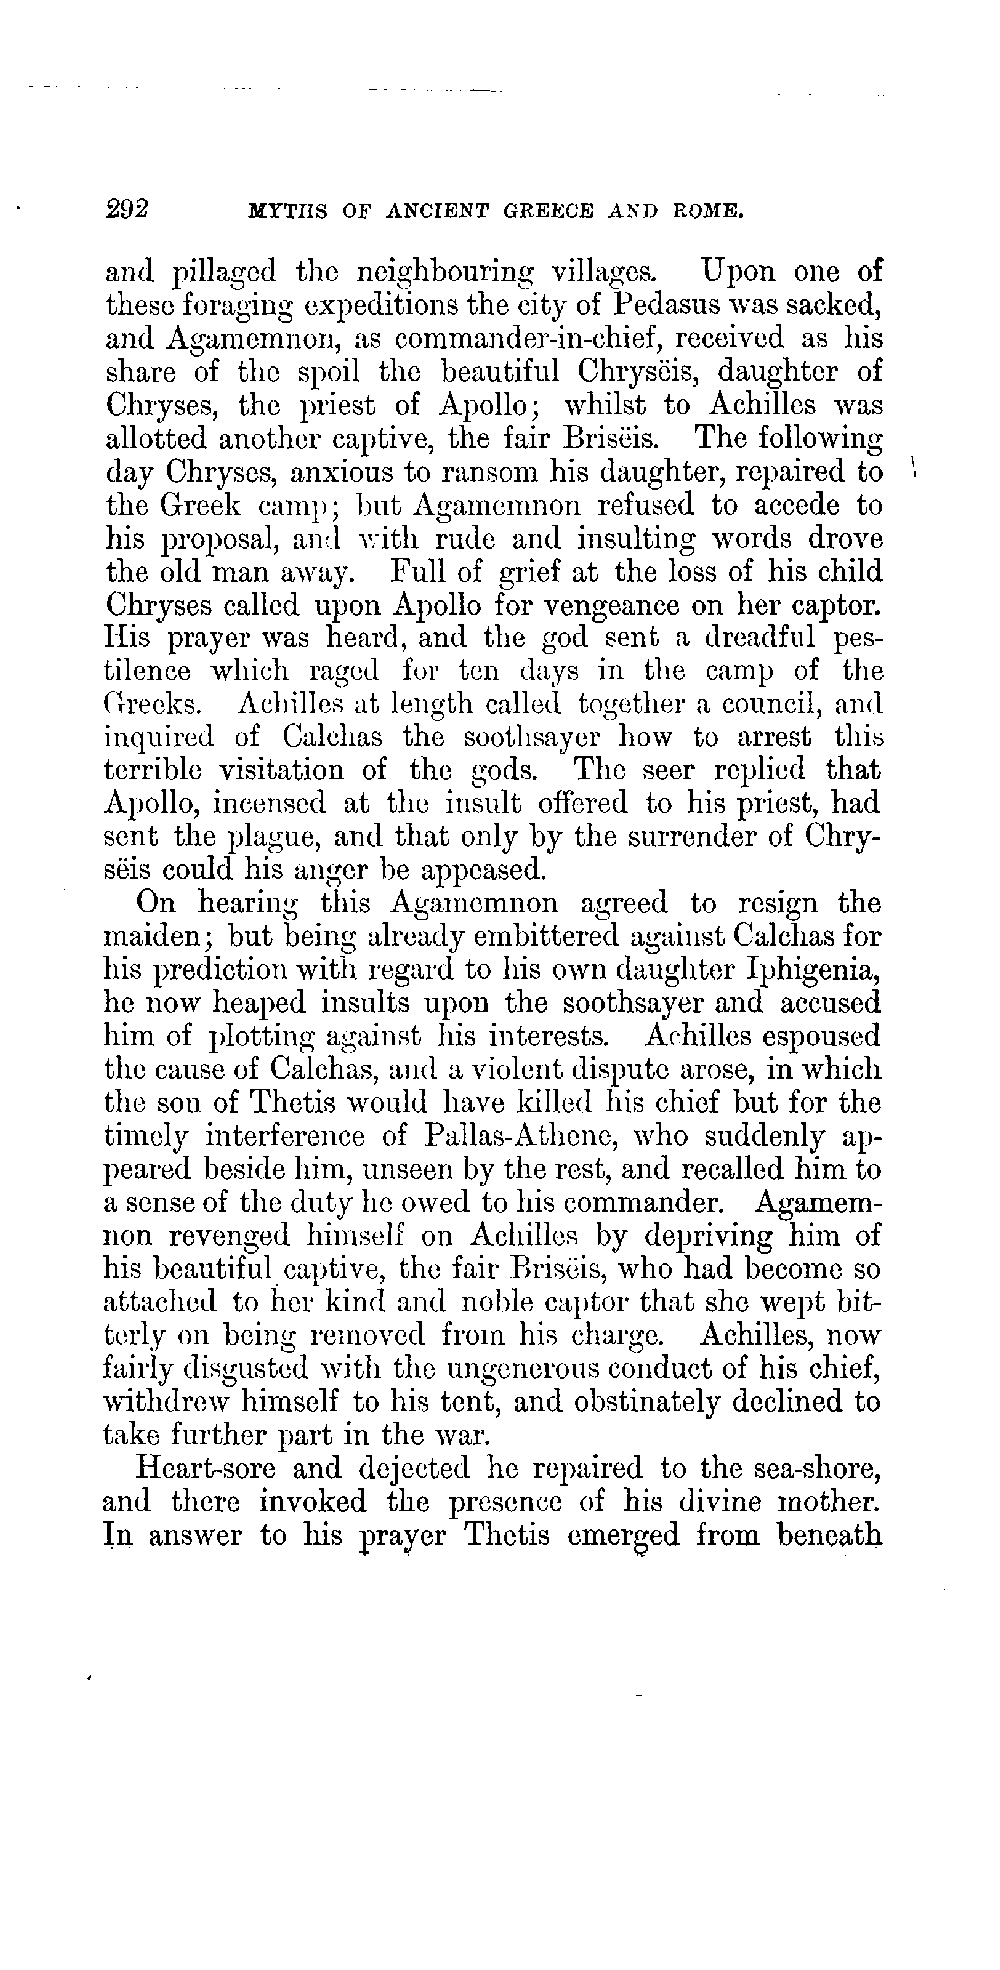 292 MYTHS OF ANCIENT GREECE AND ROME.
and pillaged the neighbouring villages. Upon one of
these foraging expeditions the city of Pedasus was sacked,
and Agamemnon, as commander-in-chief, received as his
share of the spoil the beautiful Chrysëis, daughter of
Chryses, the priest of Apollo; whilst to Achilles was
allotted another captive, the fair Brisëis. The following
day Chryses, anxious to ransom his daughter, repaired to
the Greek camp; but Agamemnon refused to accede to
his proposal, and with rude and insulting words drove
the old man away. Full of grief at the loss of his child
Chryses called upon Apollo for vengeance on her captor.
His prayer was heard, and the god sent a dreadful pes-
tilence which raged for ten days in the camp of the
Greeks. Achilles at length called together a council, and
inquired of Calchas the soothsayer how to arrest this
terrible visitation of the gods. The seer replied that
Apollo, incensed at the insult offered to his priest, had
sent the plague, and that only by the surrender of Chry-
sëis could his anger be appeased.
On hearing this Agamemnon agreed to resign the
maiden; but being already embittered against Calchas for
his prediction with regard to his own daughter Iphigenia,
he now heaped insults upon the soothsayer and accused
him of plotting against his interests. Achilles espoused
the cause of Calchas, and a violent dispute arose, in which
the son of Thetis would have killed his chief but for the
timely interference of Pallas-Athene, who suddenly ap-
peared beside him, unseen by the rest, and recalled him to
a sense of the duty he owed to his commander. Agamem-
non revenged himself on Achilles by depriving him of
his beautiful captive, the fair Brisëis, who had become so
attached to her kind and noble captor that she wept bit-
terly on being removed from his charge. Achilles, now
fairly disgusted with the ungenerous conduct of his chief,
withdrew himself to his tent, and obstinately declined to
take further part in the war.
Heart-sore and dejected he repaired to the sea-shore,
and there invoked the presence of his divine mother.
In answer to his prayer Thetis emerged from beneath